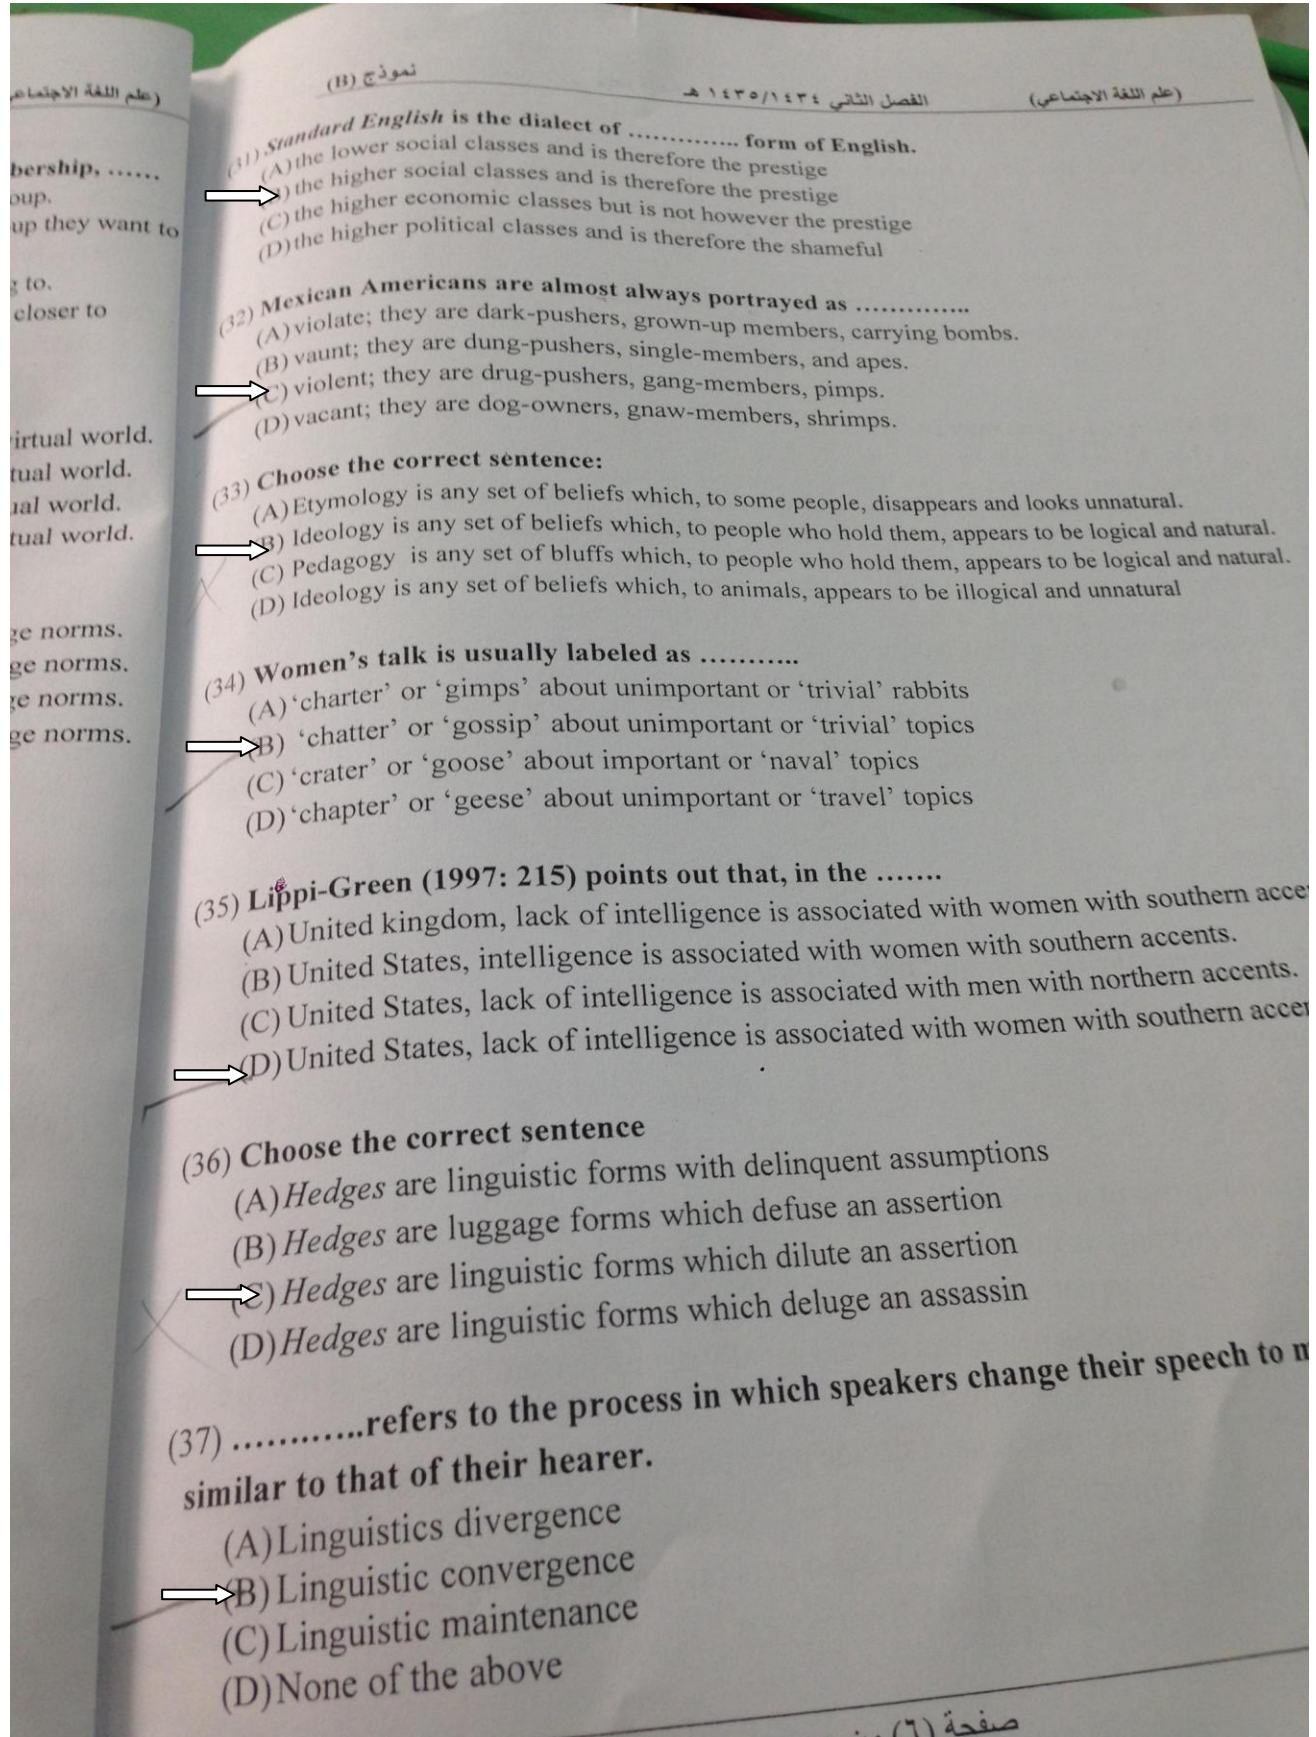 نموذج (B)
الفصل الثاني ١٤٣٥/١٤٣٤ هـ
(علم اللغة الاجتماعي)
(31) Standard English is the dialect of ............. form of English.
(A) the lower social classes and is therefore the prestige
) the higher social classes and is therefore the prestige
(C) the higher economic classes but is not however the prestige
(D) the higher political classes and is therefore the shameful
(32) Mexican Americans are almost always portrayed as .............
(A) violate; they are dark-pushers, grown-up members, carrying bombs.
(B) vaunt; they are dung-pushers, single-members, and apes.
(C) violent; they are drug-pushers, gang-members, pimps.
(D) vacant; they are dog-owners, gnaw-members, shrimps.
(33) Choose the correct sentence:
(A) Etymology is any set of beliefs which, to some people, disappears and looks unnatural.
(B) Ideology is any set of beliefs which, to people who hold them, appears to be logical and natural.
(C) Pedagogy is any set of bluffs which, to people who hold them, appears to be logical and natural.
(D) Ideology is any set of beliefs which, to animals, appears to be illogical and unnatural
(34) Women's talk is usually labeled as ...........
(A) ‘charter’ or ‘gimps’ about unimportant or ‘trivial’ rabbits
(B) ‘chatter’ or ‘gossip’ about unimportant or ‘trivial’ topics
(C) ‘crater’ or ‘goose’ about important or ‘naval’ topics
(D) ‘chapter’ or ‘geese’ about unimportant or ‘travel’ topics
(35) Lippi-Green (1997: 215) points out that, in the .......
(A) United kingdom, lack of intelligence is associated with women with southern acce
(B) United States, intelligence is associated with women with southern accents.
(C) United States, lack of intelligence is associated with men with northern accents.
(D) United States, lack of intelligence is associated with women with southern acce
(36) Choose the correct sentence
(A) Hedges are linguistic forms with delinquent assumptions
(B) Hedges are luggage forms which defuse an assertion
(C) Hedges are linguistic forms which dilute an assertion
(D) Hedges are linguistic forms which deluge an assassin
(37) ............refers to the process in which speakers change their speech to
similar to that of their hearer.
(A) Linguistics divergence
(B) Linguistic convergence
(C) Linguistic maintenance
(D) None of the above
صفحة (٦)
bership, ......
oup.
up they want to
to.
closer to
irtual world.
tual world.
ual world.
tual world.
ge norms.
ge norms.
ge norms.
ge norms.